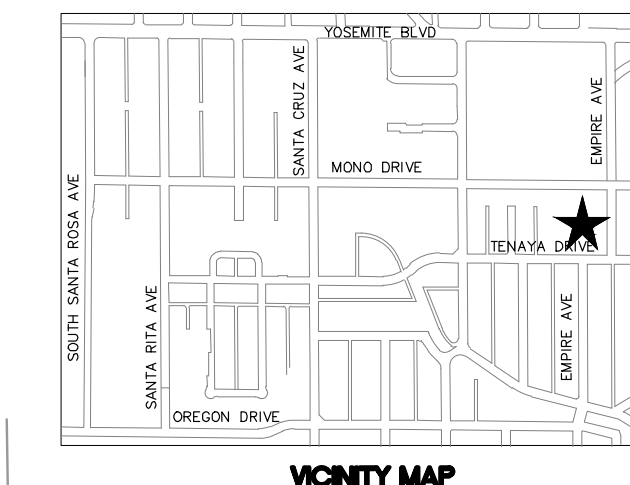 YOSEMITE BLVD
SANTA CRUZ AVE
EMPIRE AVE
MONO DRIVE
SOUTH SANTA ROSA AVE
TENAYA DRIVE
SANTA RITA AVE
EMPIRE AVE
OREGON DRIVE
VICINITY MAP